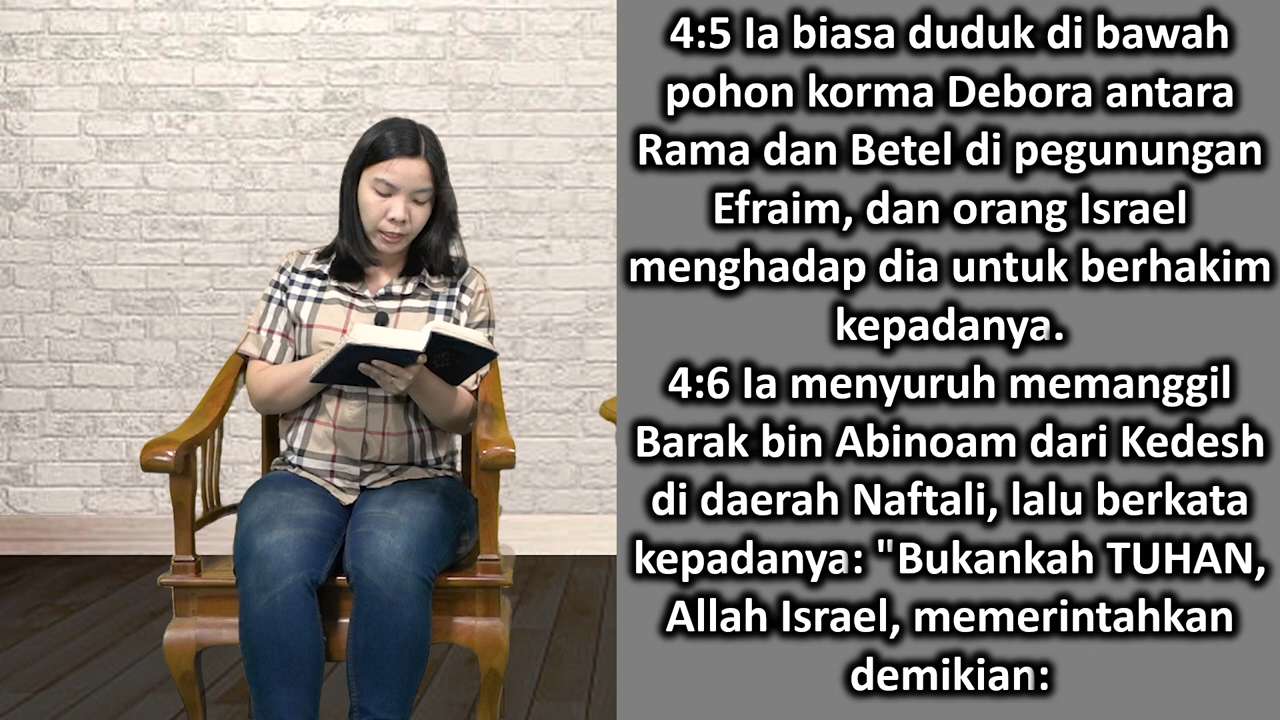 4:5 Ia biasa duduk di bawah
pohon korma Debora antara
Rama dan Betel di pegunungan
Efraim, dan orang Israel
menghadap dia untuk berhakim
kepadanya.
4:6 Ia menyuruh memanggil
Barak bin Abinoam dari Kedesh
di daerah Naftali, lalu berkata
kepadanya: "Bukankah TUHAN,
Allah Israel, memerintahkan
demikian: